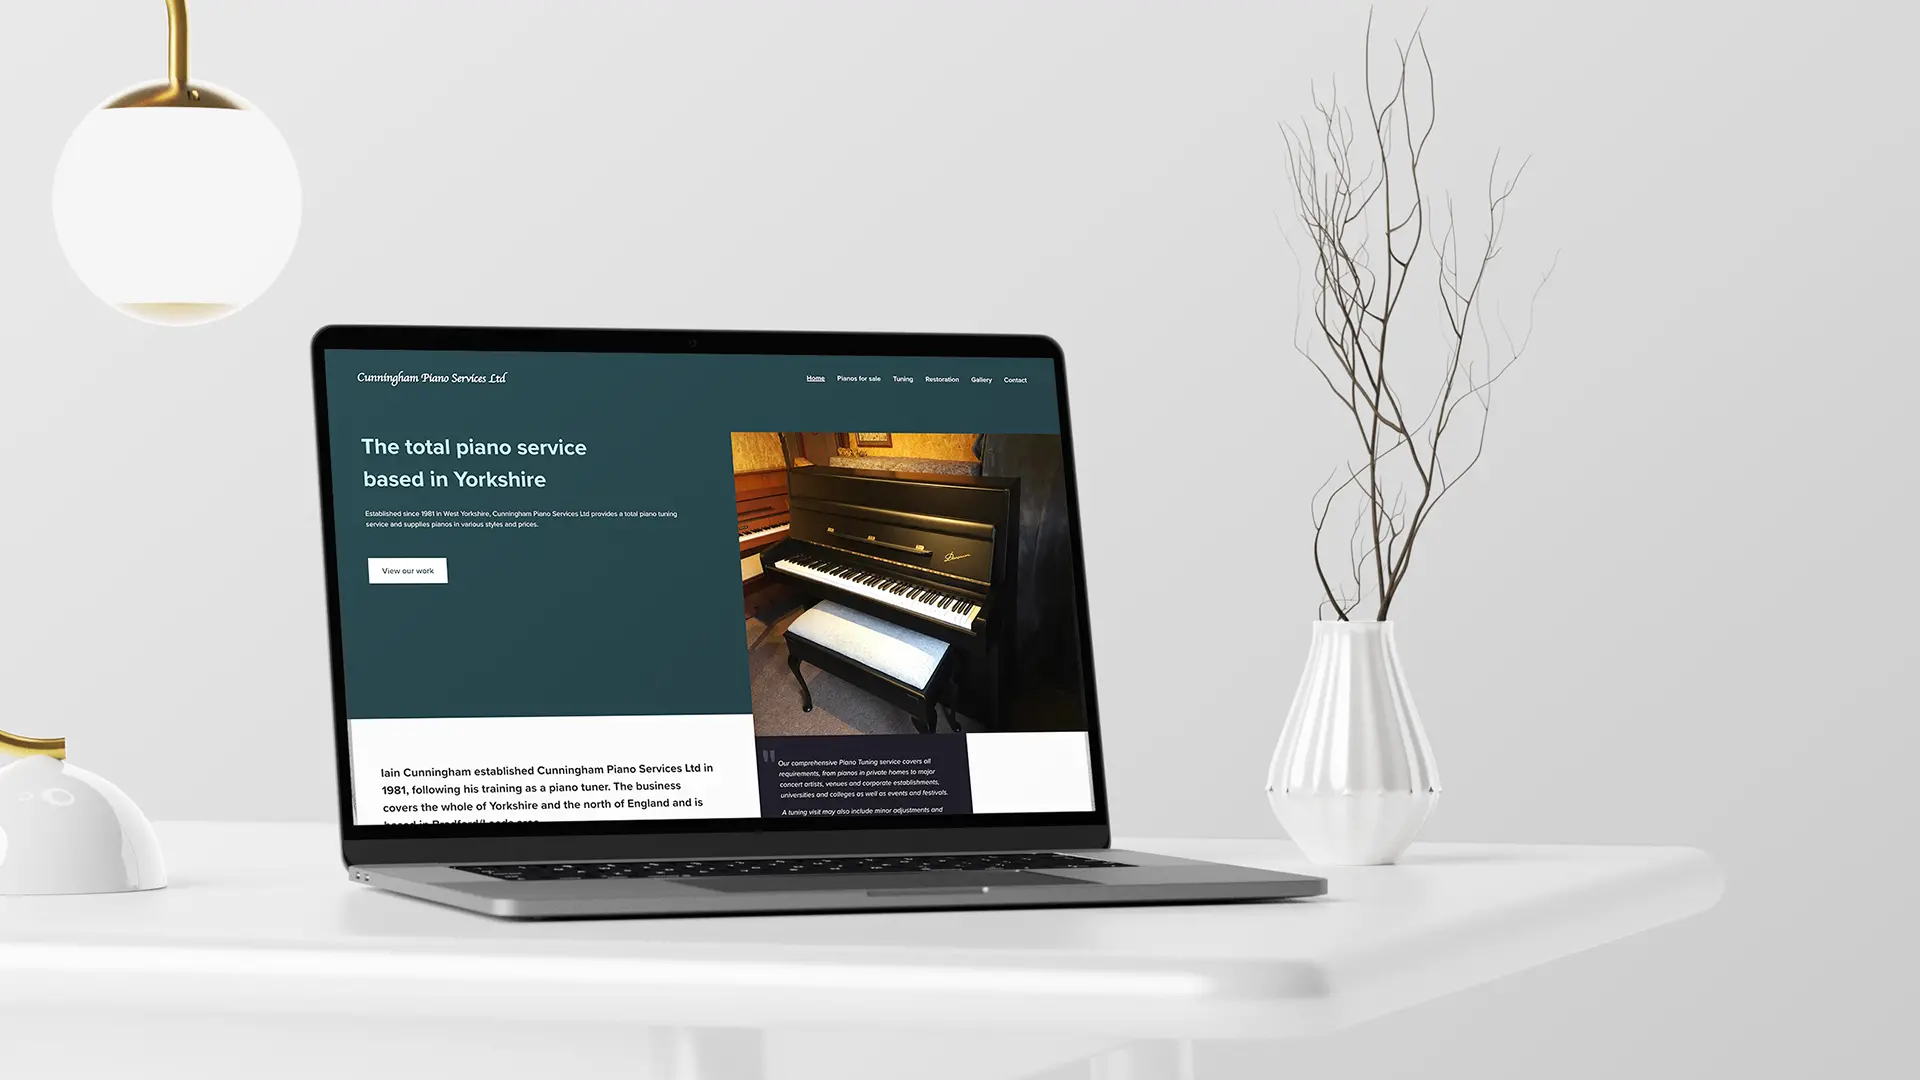 Cunningham Piano Services Ltd
Home Pianos for sale Tuning Restoration Gallery Contact
The total piano service
based in Yorkshire
Established since 1981 in West Yorkshire, Cunningham Piano Services Ltd provides a total piano tuning
service and supplies pianos in various styles and prices.
View our work
Iain Cunningham established Cunningham Piano Services Ltd in
1981, following his training as a piano tuner. The business
covers the whole of Yorkshire and the north of England and is
based in Bradford/Leeds area
"
Our comprehensive Piano Tuning service covers all
requirements, from pianos in private homes to major
concert artists, venues and corporate establishments,
universities and colleges as well as events and festivals.
A tuning visit may also include minor adjustments and